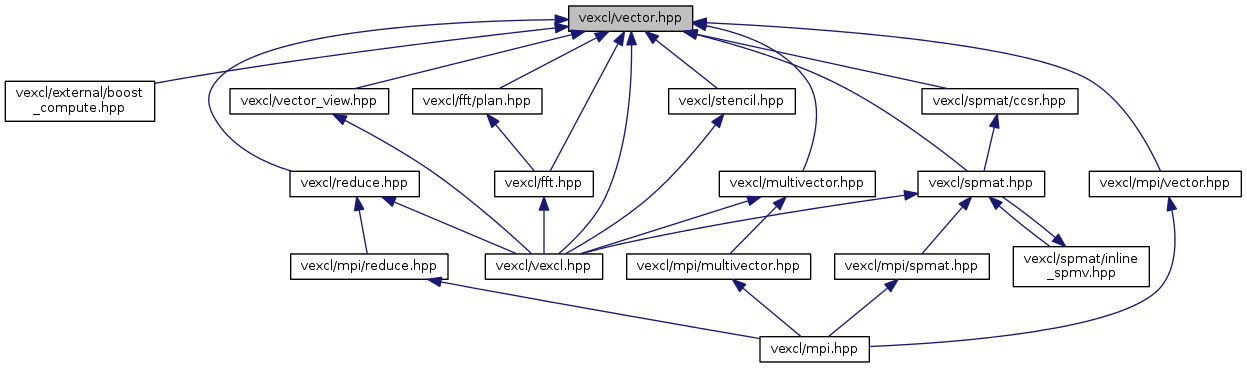 vexcl/vector.hpp
vexcl/external/boost
_compute.hpp
vexcl/vector_view.hpp
vexcl/fft/plan.hpp
vexcl/stencil.hpp
vexcl/spmat/ccsr.hpp
vexcl/reduce.hpp
vexcl/fft.hpp
vexcl/multivector.hpp
vexcl/spmat.hpp
vexcl/mpi/vector.hpp
vexcl/mpi/reduce.hpp
vexcl/vexcl.hpp
vexcl/mpi/multivector.hpp
vexcl/mpi/spmat.hpp
vexcl/spmat/inline
_spmv.hpp
vexcl/mpi.hpp